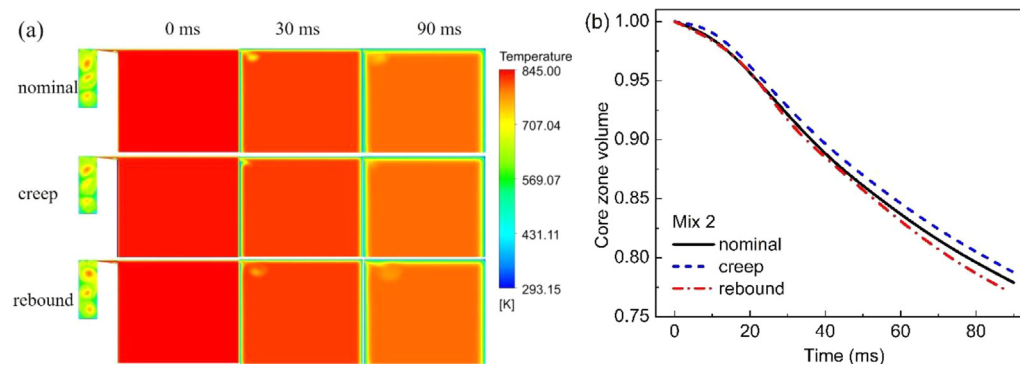 (a)
0 ms 30 ms 90 ms
nominal
creep
rebound
Temperature
845.00
707.04
569.07
431.11
293.15
[K]
(b)
1.00
0.95
0.90
0.85
0.80
0.75
Core zone volume
Mix 2
nominal
creep
rebound
0 20 40 60 80
Time (ms)